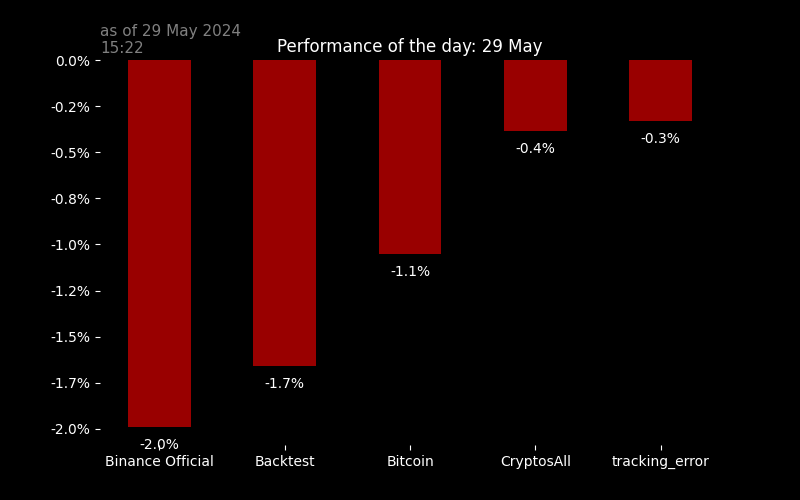 as of 29 May 2024
15:22
Performance of the day: 29 May
0.0%
-0.2%
-0.5%
-0.8%
-1.0%
-1.2%
-1.5%
-1.7%
-2.0%
-2.0%
-1.7%
-1.1%
-0.4%
-0.3%
Binance Official
Backtest
Bitcoin
CryptosAll
tracking_error